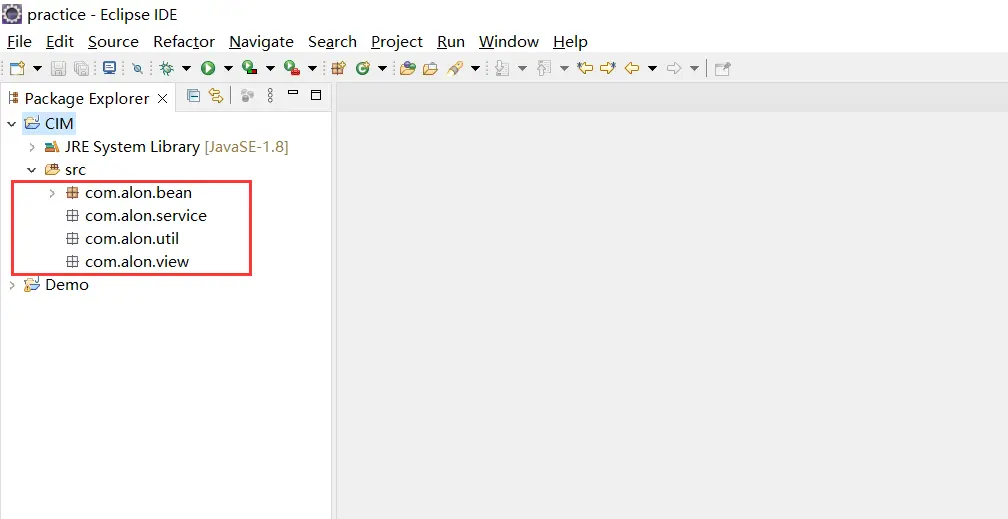 practice - Eclipse IDE
File Edit Source Refactor Navigate Search Project Run Window Help
Package Explorer
CIM
JRE System Library [JavaSE-1.8]
src
com.alon.bean
com.alon.service
com.alon.util
com.alon.view
Demo